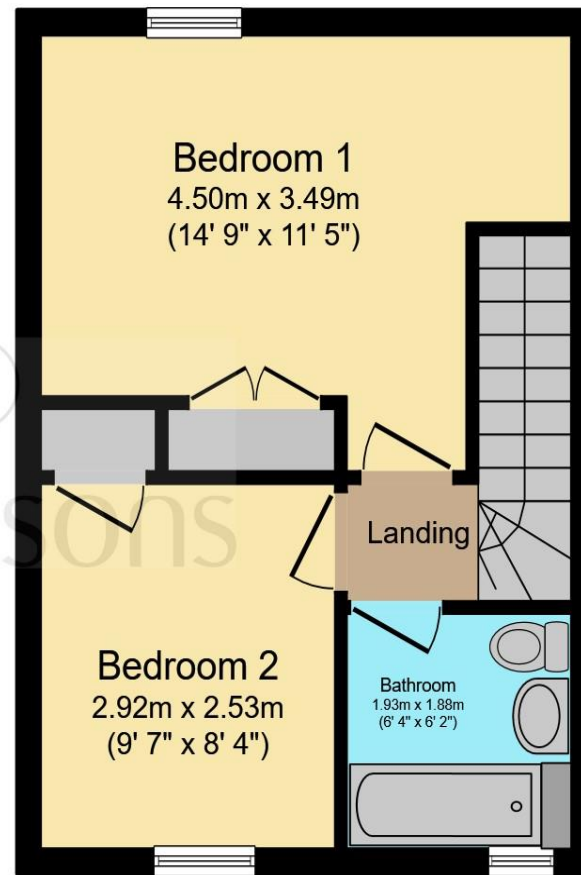 Bedroom 1
4.50m x 3.49m
(14' 9" x 11' 5")
Landing
Bedroom 2
2.92m x 2.53m
(9' 7" x 8' 4")
Bathroom
1.93m x 1.88m
(6' 4" x 6' 2")